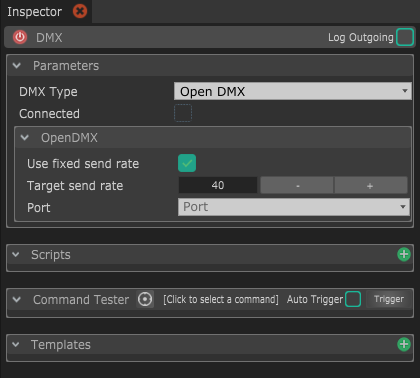 Inspector
DMX Log Outgoing
Parameters
DMX Type Open DMX
Connected
OpenDMX
Use fixed send rate
Target send rate 40 - +
Port Port
Scripts
Command Tester [Click to select a command] Auto Trigger Trigger
Templates